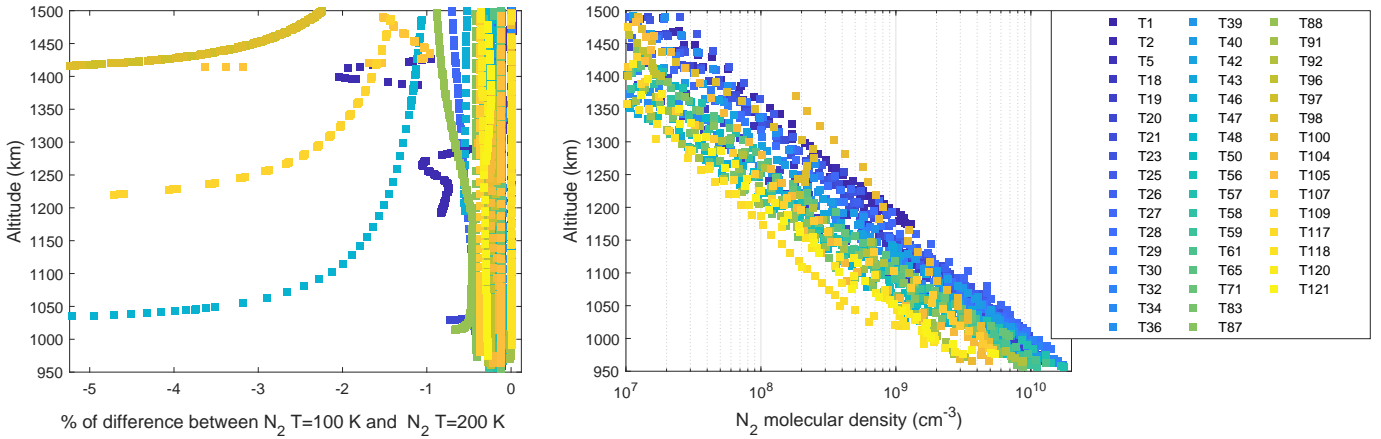 1500
1450
1400
1350
1300
1250
1200
1150
1100
1050
1000
950
Altitude (km)
-5 -4 -3 -2 -1 0
% of difference between N2 T=100 K and N2 T=200 K
1500
1450
1400
1350
1300
1250
1200
1150
1100
1050
1000
950
Altitude (km)
10^7 10^8 10^9 10^10
N2 molecular density (cm^-3)
T1 T39 T88
T2 T40 T91
T5 T42 T92
T18 T43 T96
T19 T46 T97
T20 T47 T98
T21 T48 T100
T23 T50 T104
T25 T56 T105
T26 T57 T107
T27 T58 T109
T28 T59 T117
T29 T61 T118
T30 T65 T120
T32 T71 T121
T34 T83
T36 T87